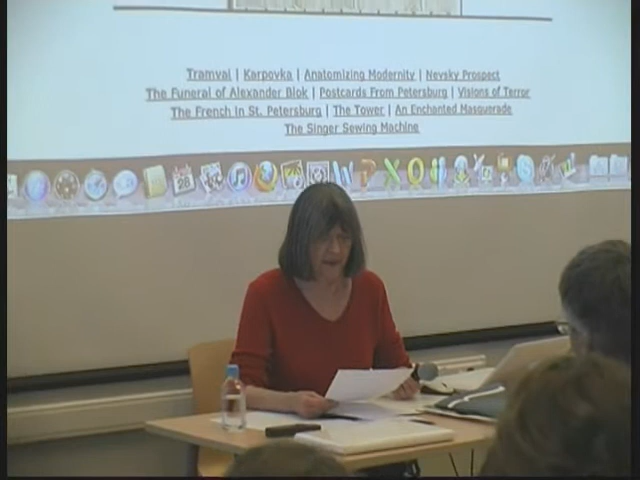 Tramvai | Karpovka | Anatomizing Modernity | Nevsky Prospect
The Funeral of Alexander Blok | Postcards From Petersburg | Visions of Terror
The French in St. Petersburg | The Tower | An Enchanted Masquerade
The Singer Sewing Machine
28